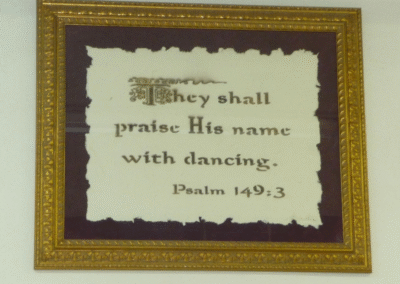 They shall
praise His name
with dancing.
Psalm 149:3